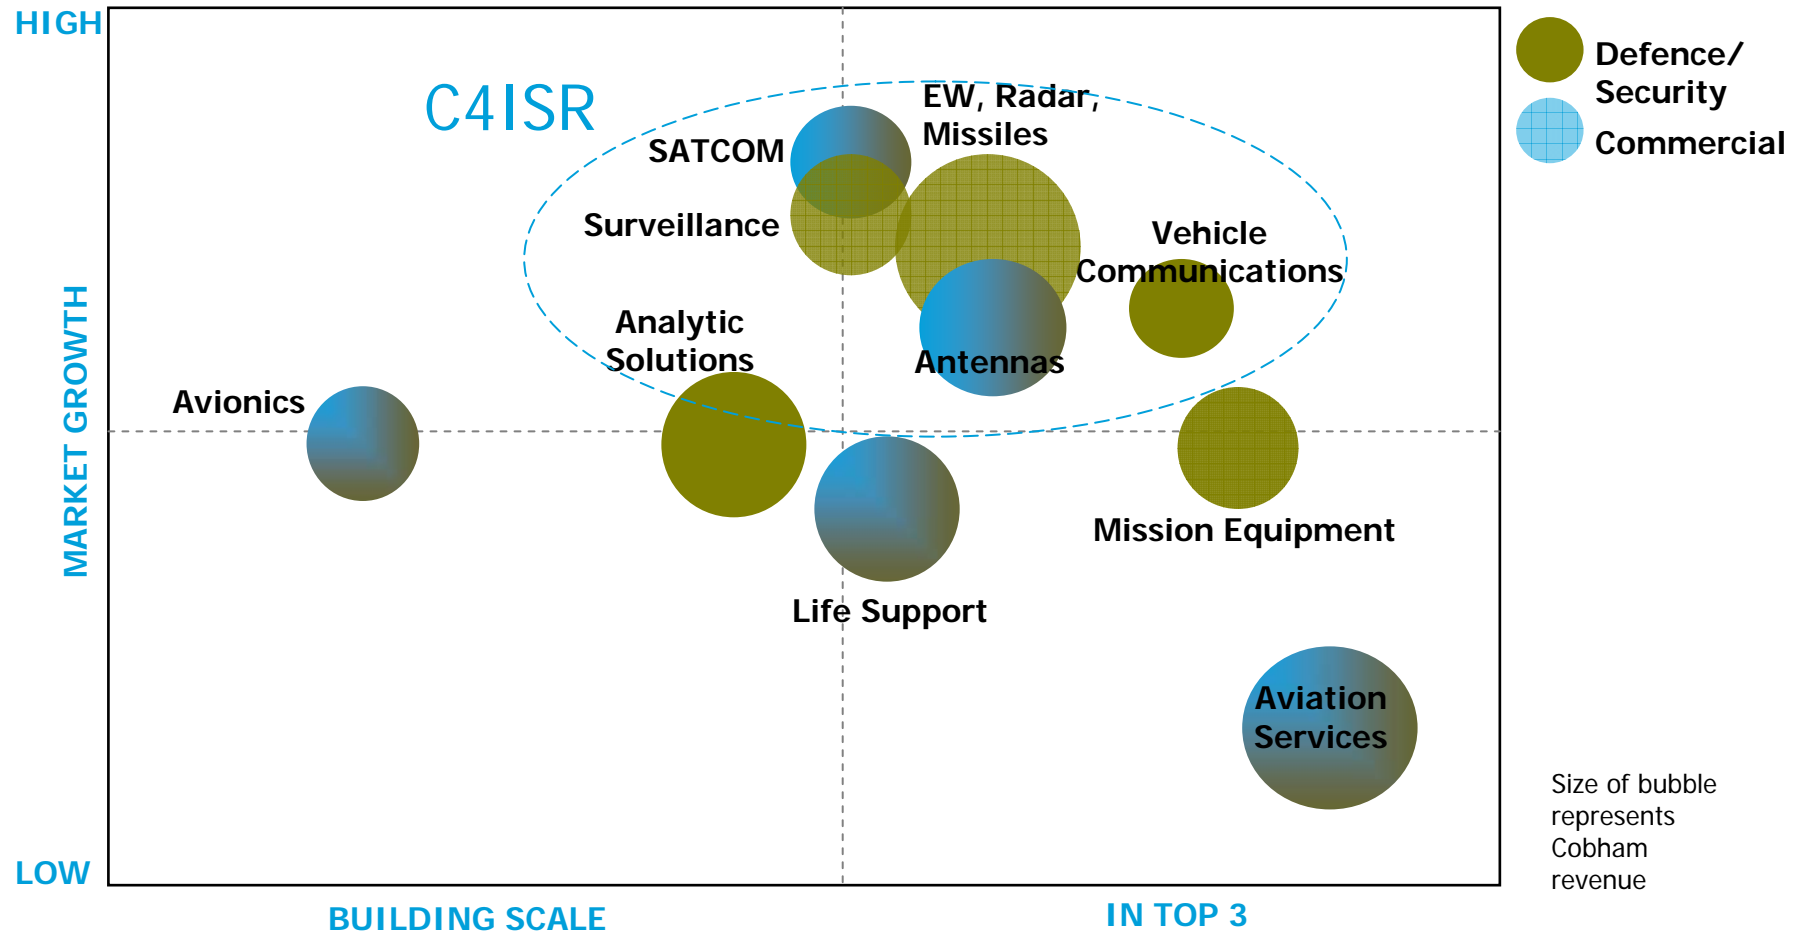 HIGH
C4ISR
EW, Radar,
Missiles
SATCOM
Surveillance
Vehicle
Communications
Analytic
Solutions
Antennas
Avionics
Mission Equipment
Life Support
Aviation
Services
MARKET GROWTH
LOW
BUILDING SCALE
IN TOP 3
Defence/
Security
Commercial
Size of bubble
represents
Cobham
revenue